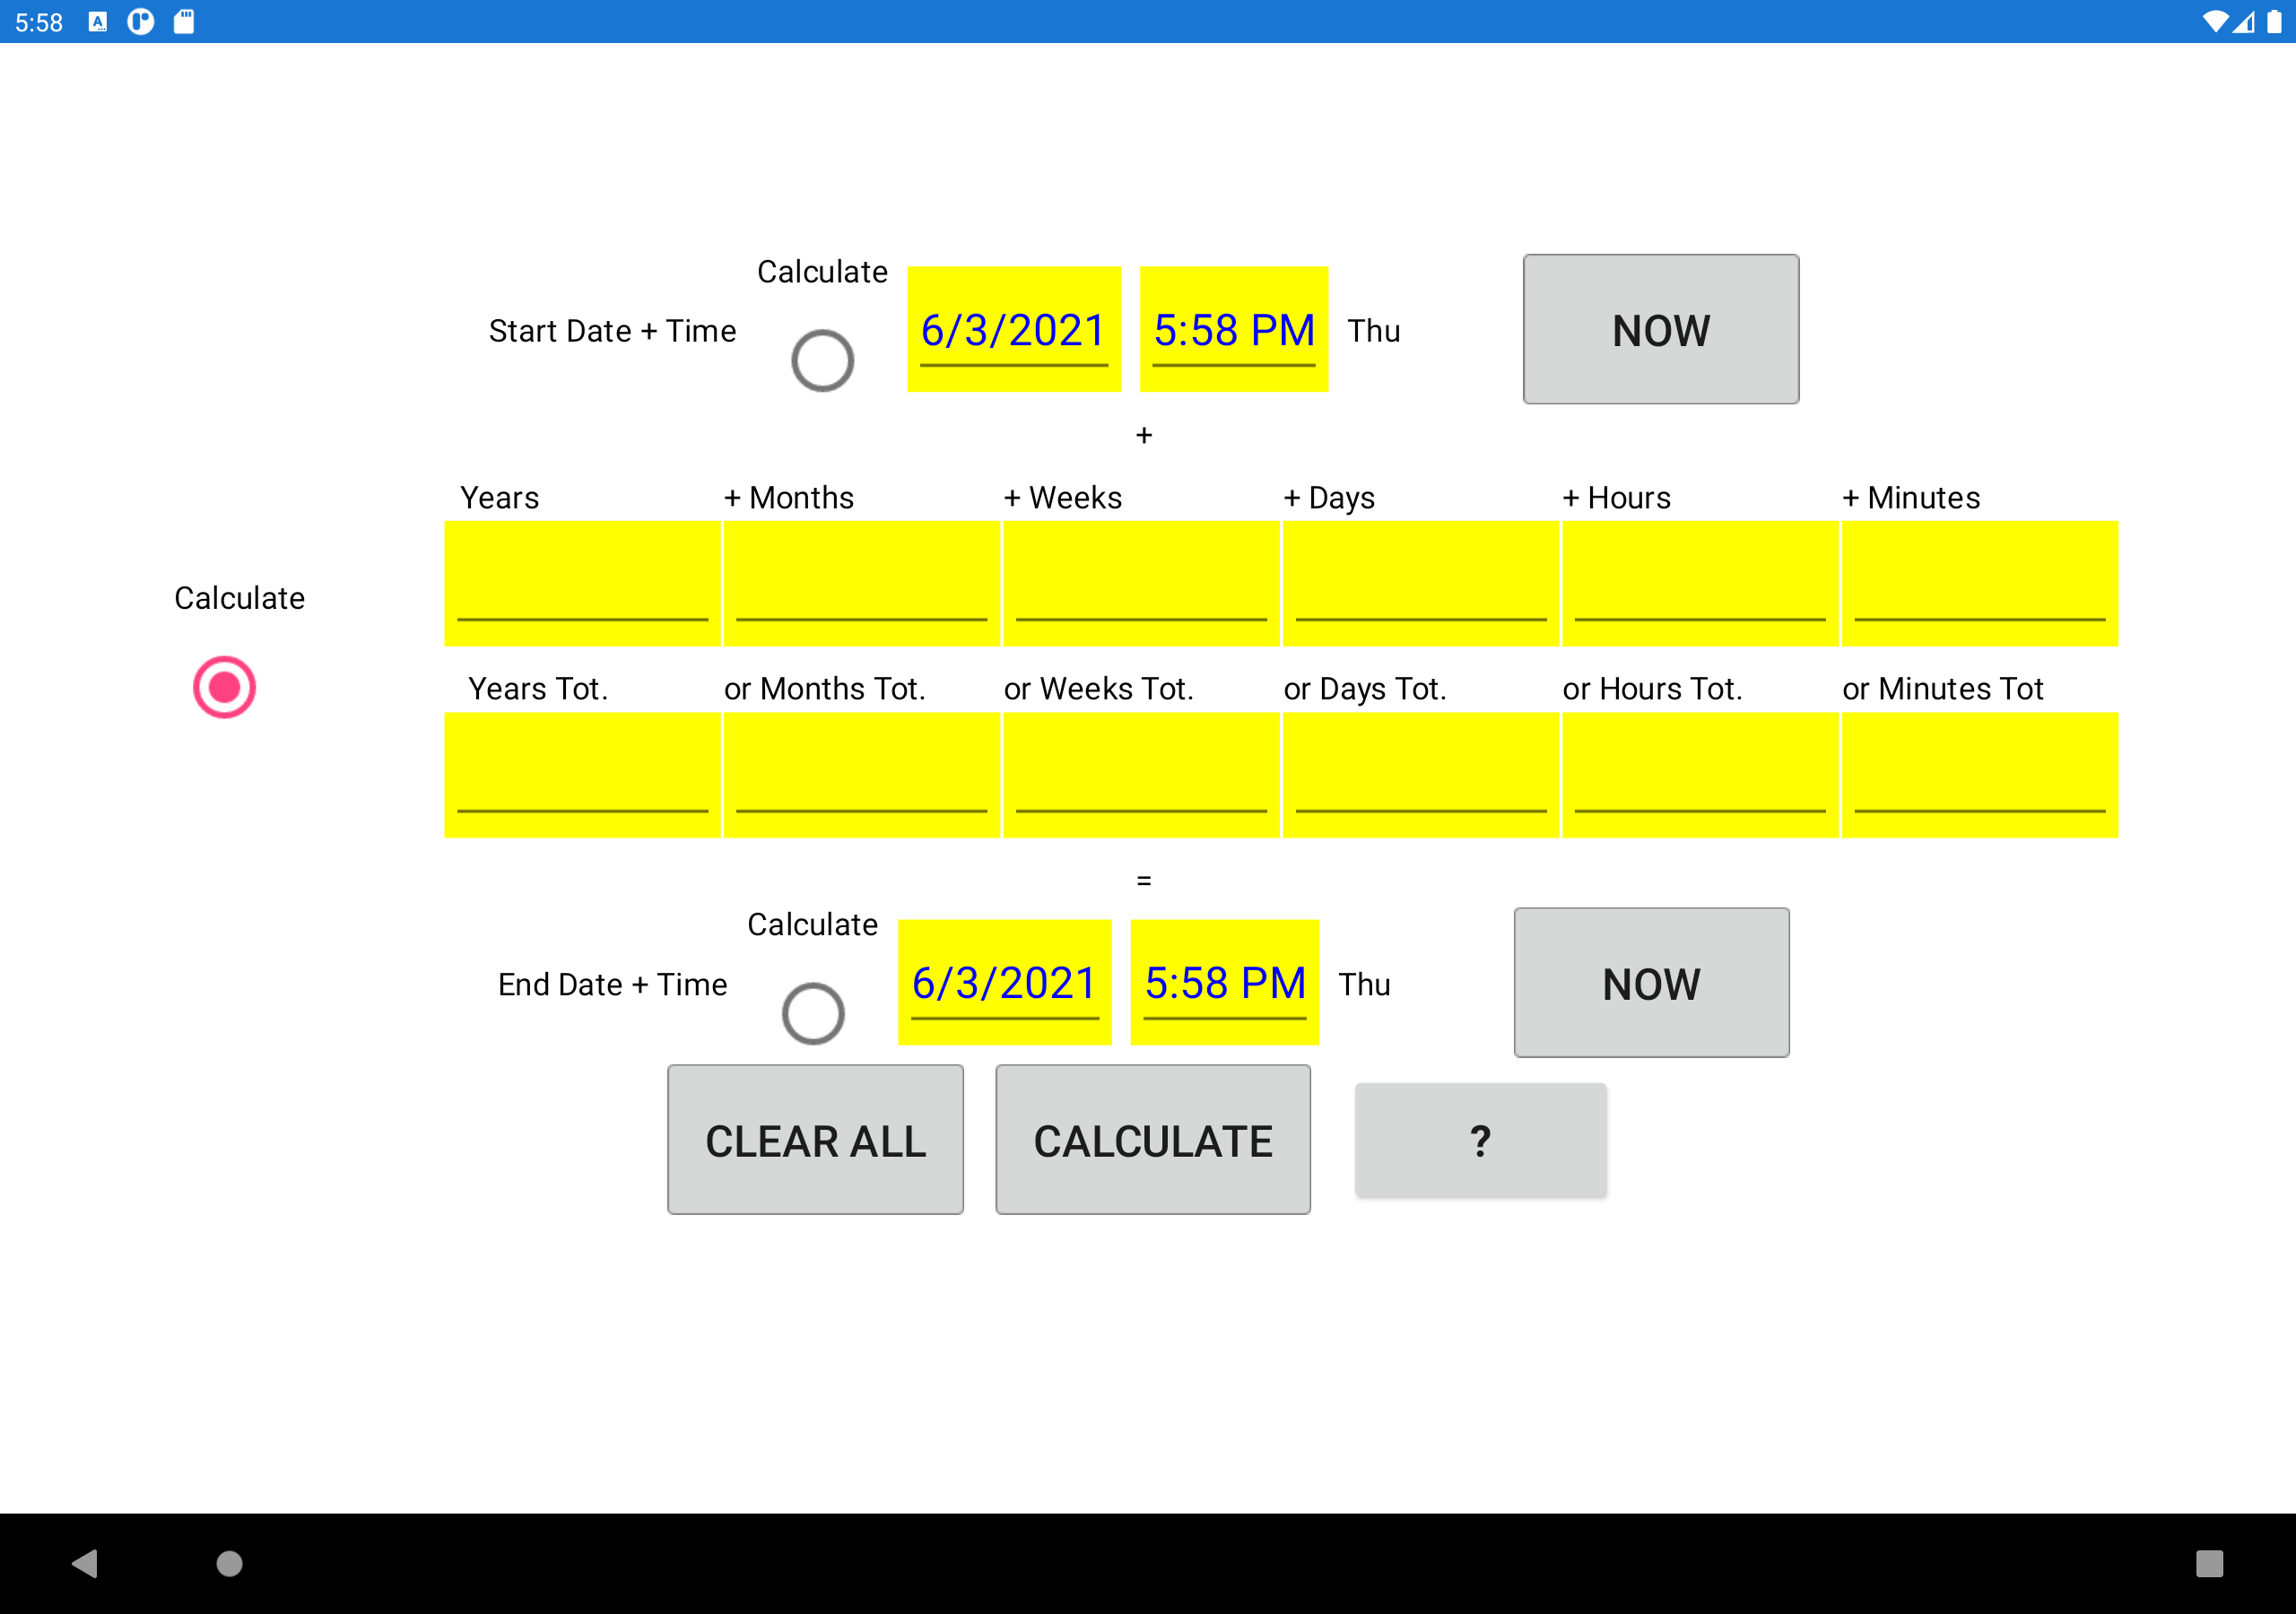 5:58
Calculate
Start Date + Time 6/3/2021 5:58 PM Thu NOW
+
Years + Months + Weeks + Days + Hours + Minutes
Calculate
Years Tot. or Months Tot. or Weeks Tot. or Days Tot. or Hours Tot. or Minutes Tot
=
Calculate
End Date + Time 6/3/2021 5:58 PM Thu NOW
CLEAR ALL CALCULATE ?